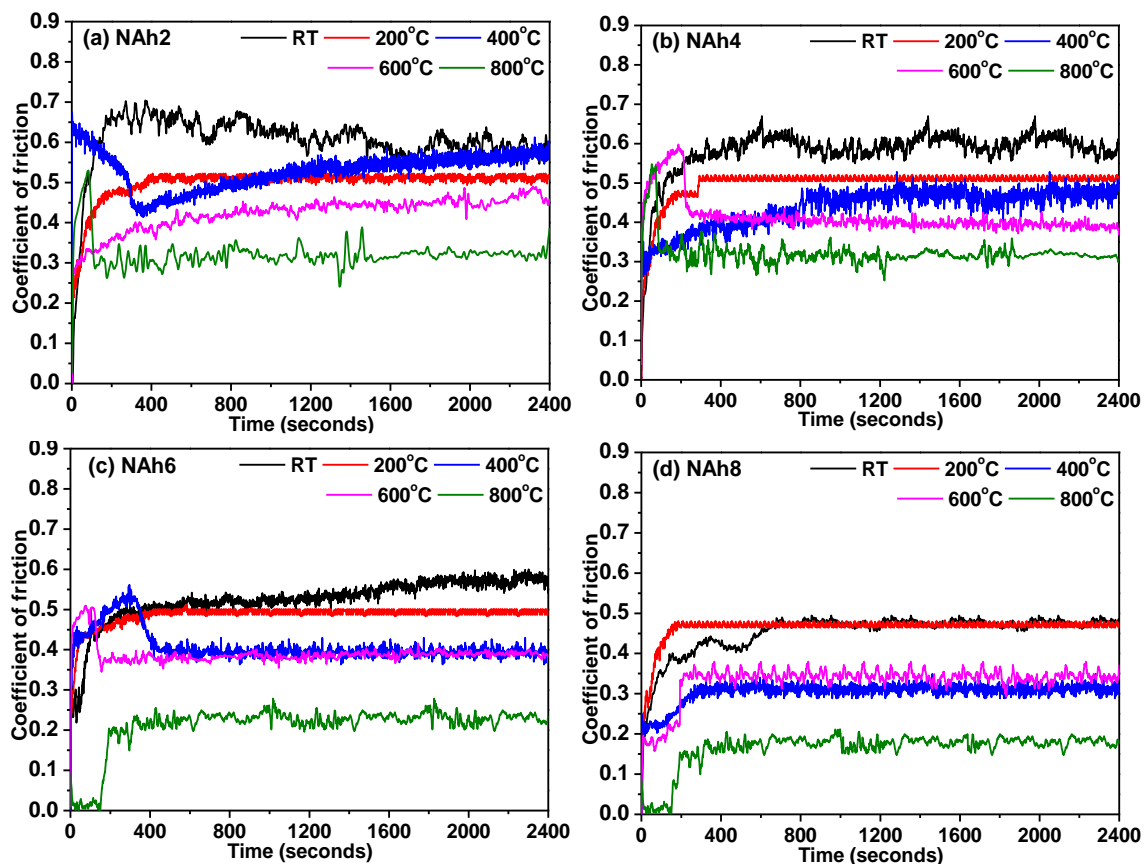 (a) NAh2
RT 200°C 400°C
600°C 800°C
0.9
0.8
0.7
0.6
0.5
0.4
0.3
0.2
0.1
0.0
Coefficient of friction
0 400 800 1200 1600 2000 2400
Time (seconds)
(b) NAh4
RT 200°C 400°C
600°C 800°C
0.9
0.8
0.7
0.6
0.5
0.4
0.3
0.2
0.1
0.0
Coefficient of friction
0 400 800 1200 1600 2000 2400
Time (seconds)
(c) NAh6
RT 200°C 400°C
600°C 800°C
0.9
0.8
0.7
0.6
0.5
0.4
0.3
0.2
0.1
0.0
Coefficient of friction
0 400 800 1200 1600 2000 2400
Time (seconds)
(d) NAh8
RT 200°C 400°C
600°C 800°C
0.9
0.8
0.7
0.6
0.5
0.4
0.3
0.2
0.1
0.0
Coefficient of friction
0 400 800 1200 1600 2000 2400
Time (seconds)